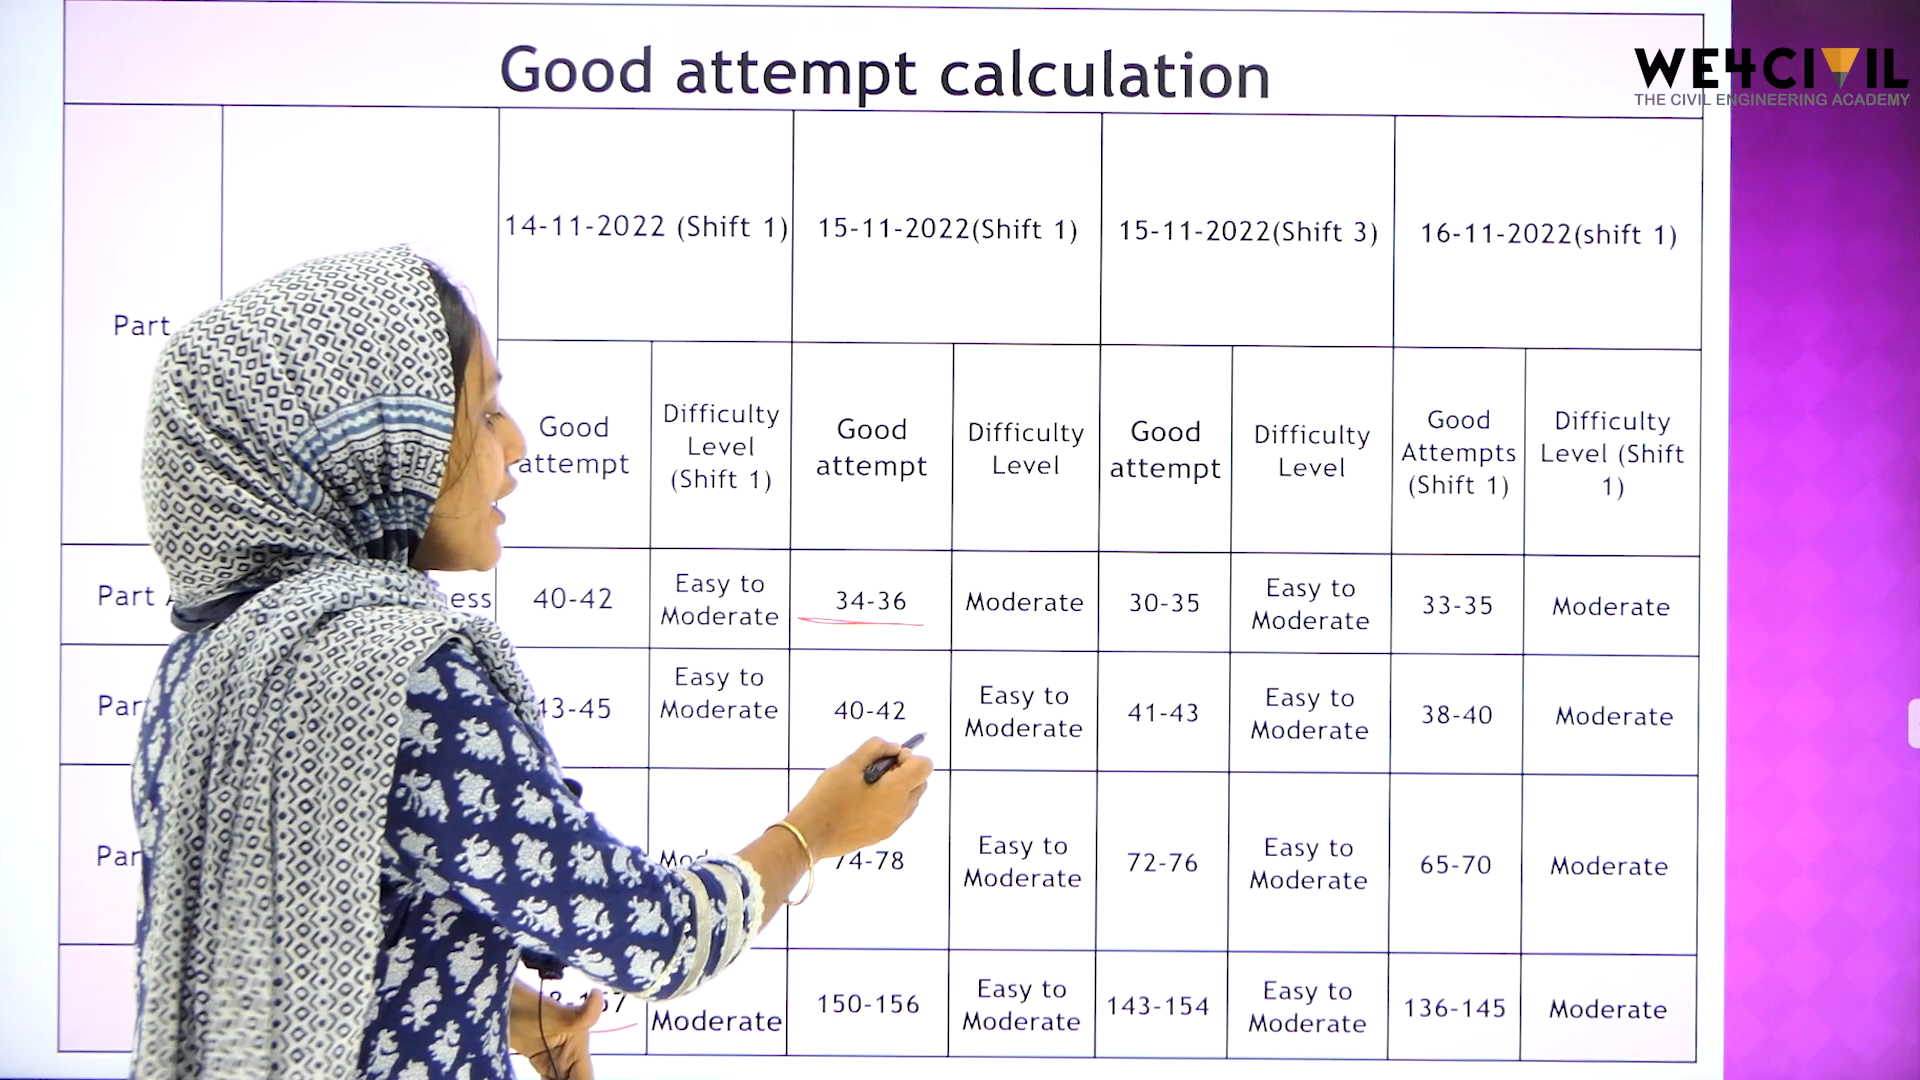 Good attempt calculation
WE4CIVIL
THE CIVIL ENGINEERING ACADEMY
Part
14-11-2022 (Shift 1)
15-11-2022(Shift 1)
15-11-2022(Shift 3)
16-11-2022(shift 1)
Good
attempt
Difficulty
Level
(Shift 1)
Good
attempt
Difficulty
Level
Good
attempt
Difficulty
Level
Good
Attempts
(Shift 1)
Difficulty
Level (Shift
1)
Part
40-42
Easy to
Moderate
34-36
Moderate
30-35
Easy to
Moderate
33-35
Moderate
Easy to
Moderate
40-42
Easy to
Moderate
41-43
Easy to
Moderate
38-40
Moderate
74-78
Easy to
Moderate
72-76
Easy to
Moderate
65-70
Moderate
Moderate
150-156
Easy to
Moderate
143-154
Easy to
Moderate
136-145
Moderate